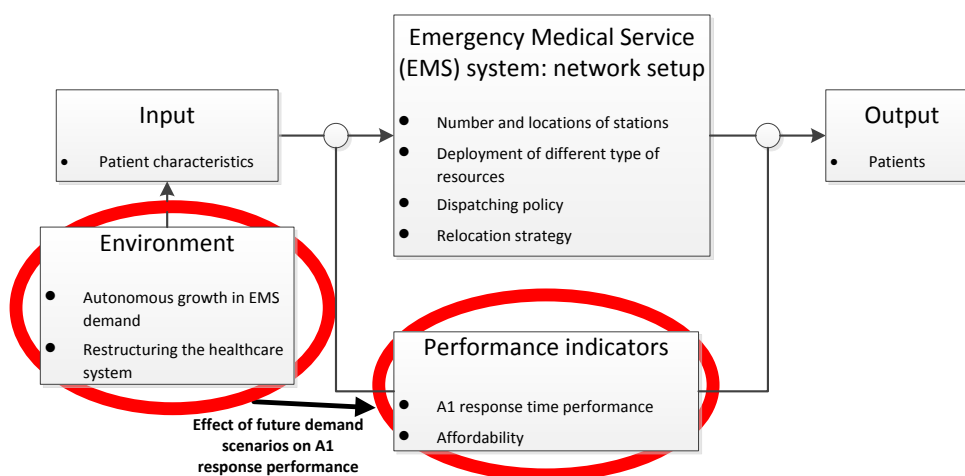 Emergency Medical Service
(EMS) system: network setup
• Number and locations of stations
• Deployment of different type of
resources
• Dispatching policy
• Relocation strategy
Input
• Patient characteristics
Output
• Patients
Environment
• Autonomous growth in EMS
demand
• Restructuring the healthcare
system
Performance indicators
• A1 response time performance
• Affordability
Effect of future demand
scenarios on A1
response performance